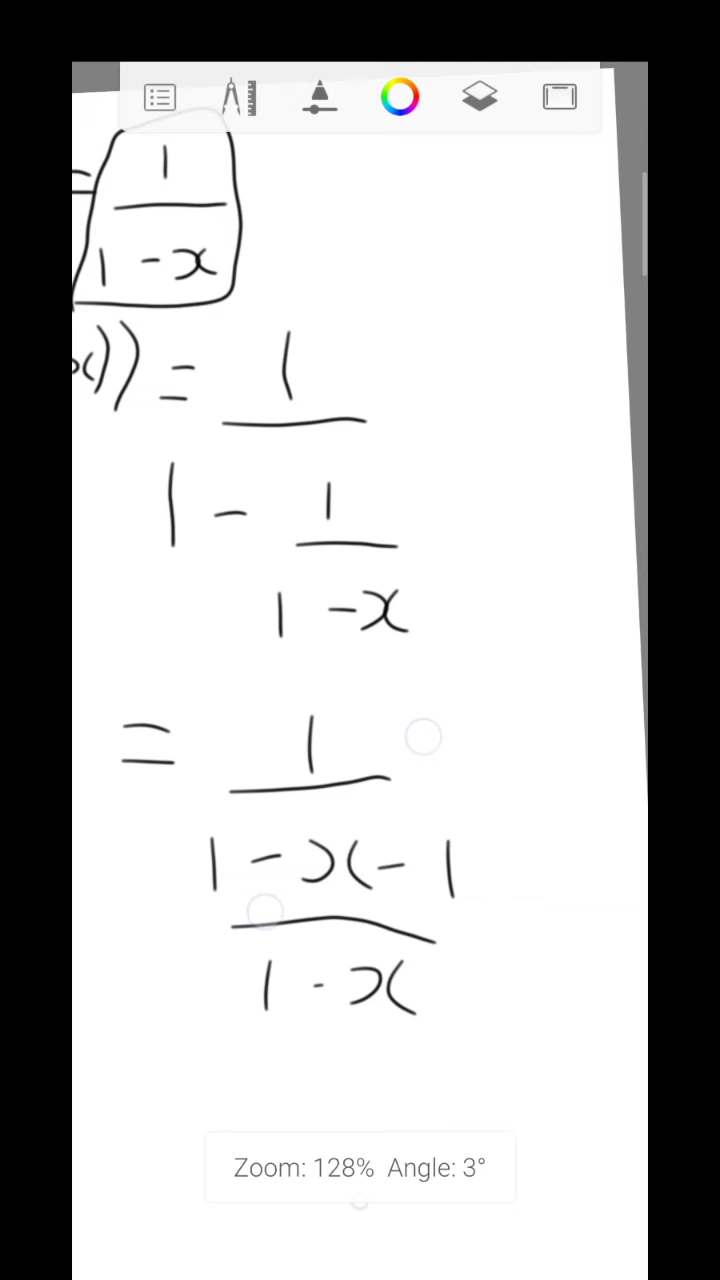 = 1
1 - x
x)) = 1
1 - 1
1 - x
= 1
1 - x - 1
1 - x
Zoom: 128% Angle: 3°